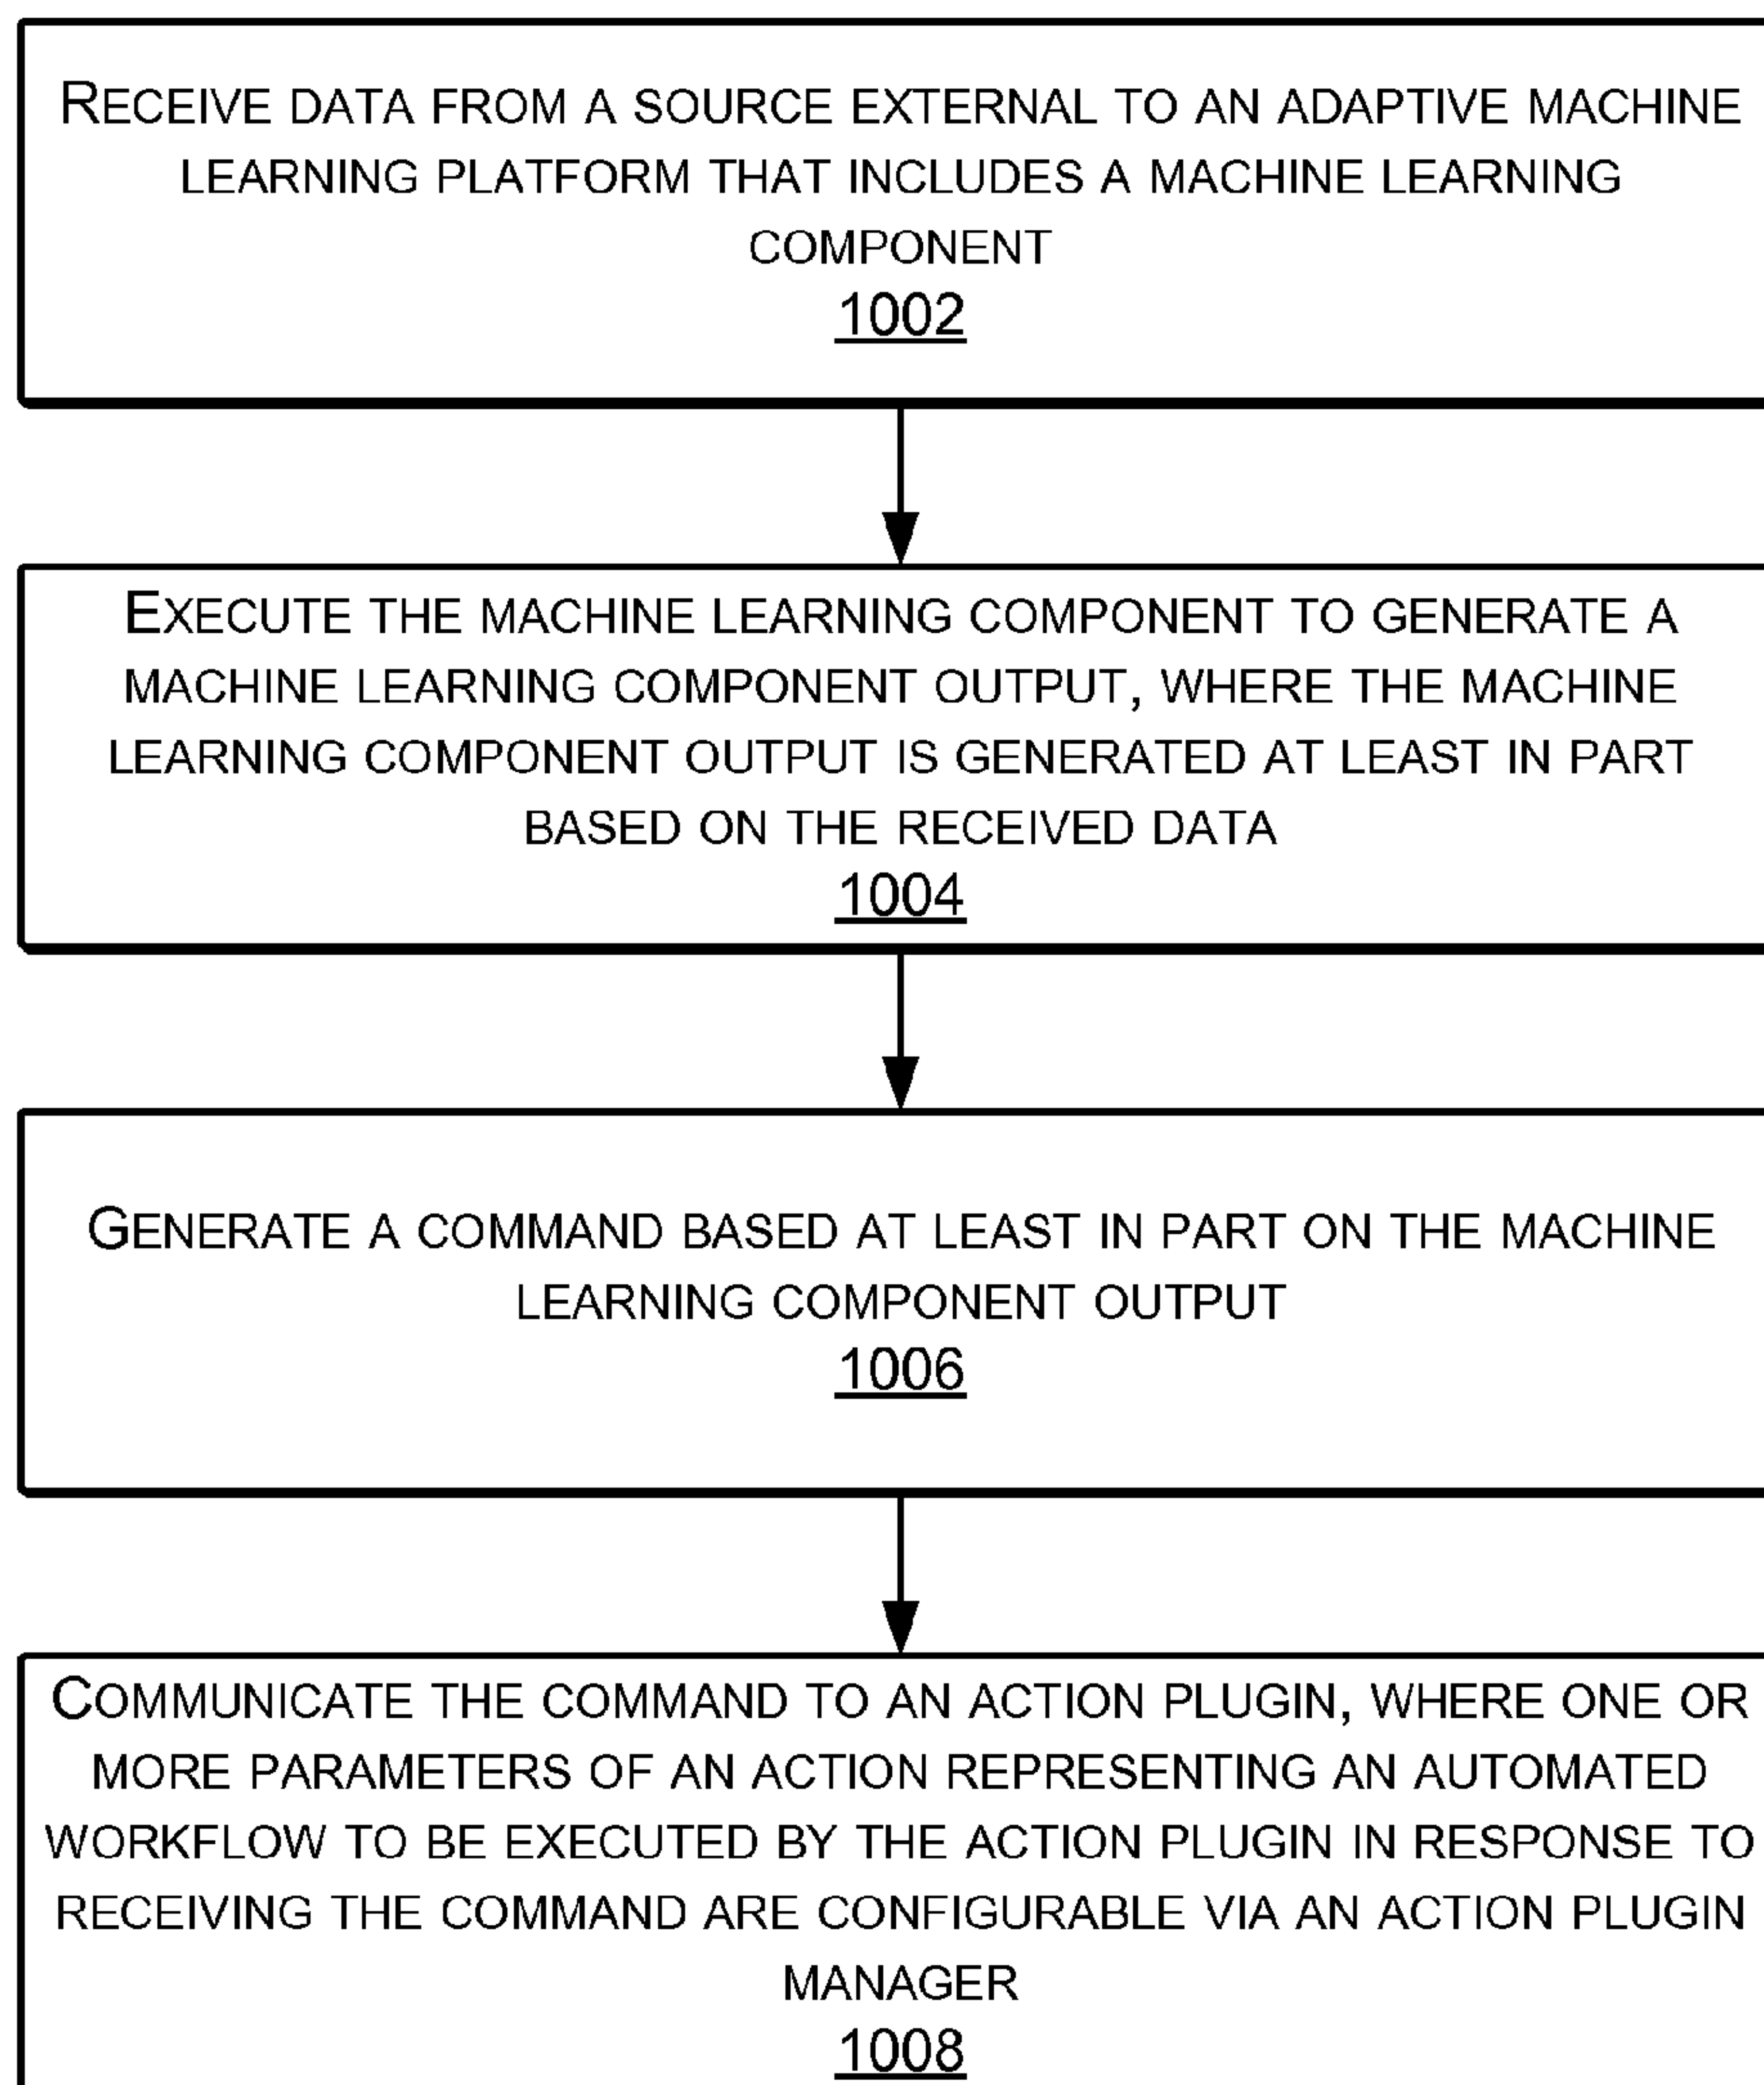 RECEIVE DATA FROM A SOURCE EXTERNAL TO AN ADAPTIVE MACHINE
LEARNING PLATFORM THAT INCLUDES A MACHINE LEARNING
COMPONENT
1002
EXECUTE THE MACHINE LEARNING COMPONENT TO GENERATE A
MACHINE LEARNING COMPONENT OUTPUT, WHERE THE MACHINE
LEARNING COMPONENT OUTPUT IS GENERATED AT LEAST IN PART
BASED ON THE RECEIVED DATA
1004
GENERATE A COMMAND BASED AT LEAST IN PART ON THE MACHINE
LEARNING COMPONENT OUTPUT
1006
COMMUNICATE THE COMMAND TO AN ACTION PLUGIN, WHERE ONE OR
MORE PARAMETERS OF AN ACTION REPRESENTING AN AUTOMATED
WORKFLOW TO BE EXECUTED BY THE ACTION PLUGIN IN RESPONSE TO
RECEIVING THE COMMAND ARE CONFIGURABLE VIA AN ACTION PLUGIN
MANAGER
1008